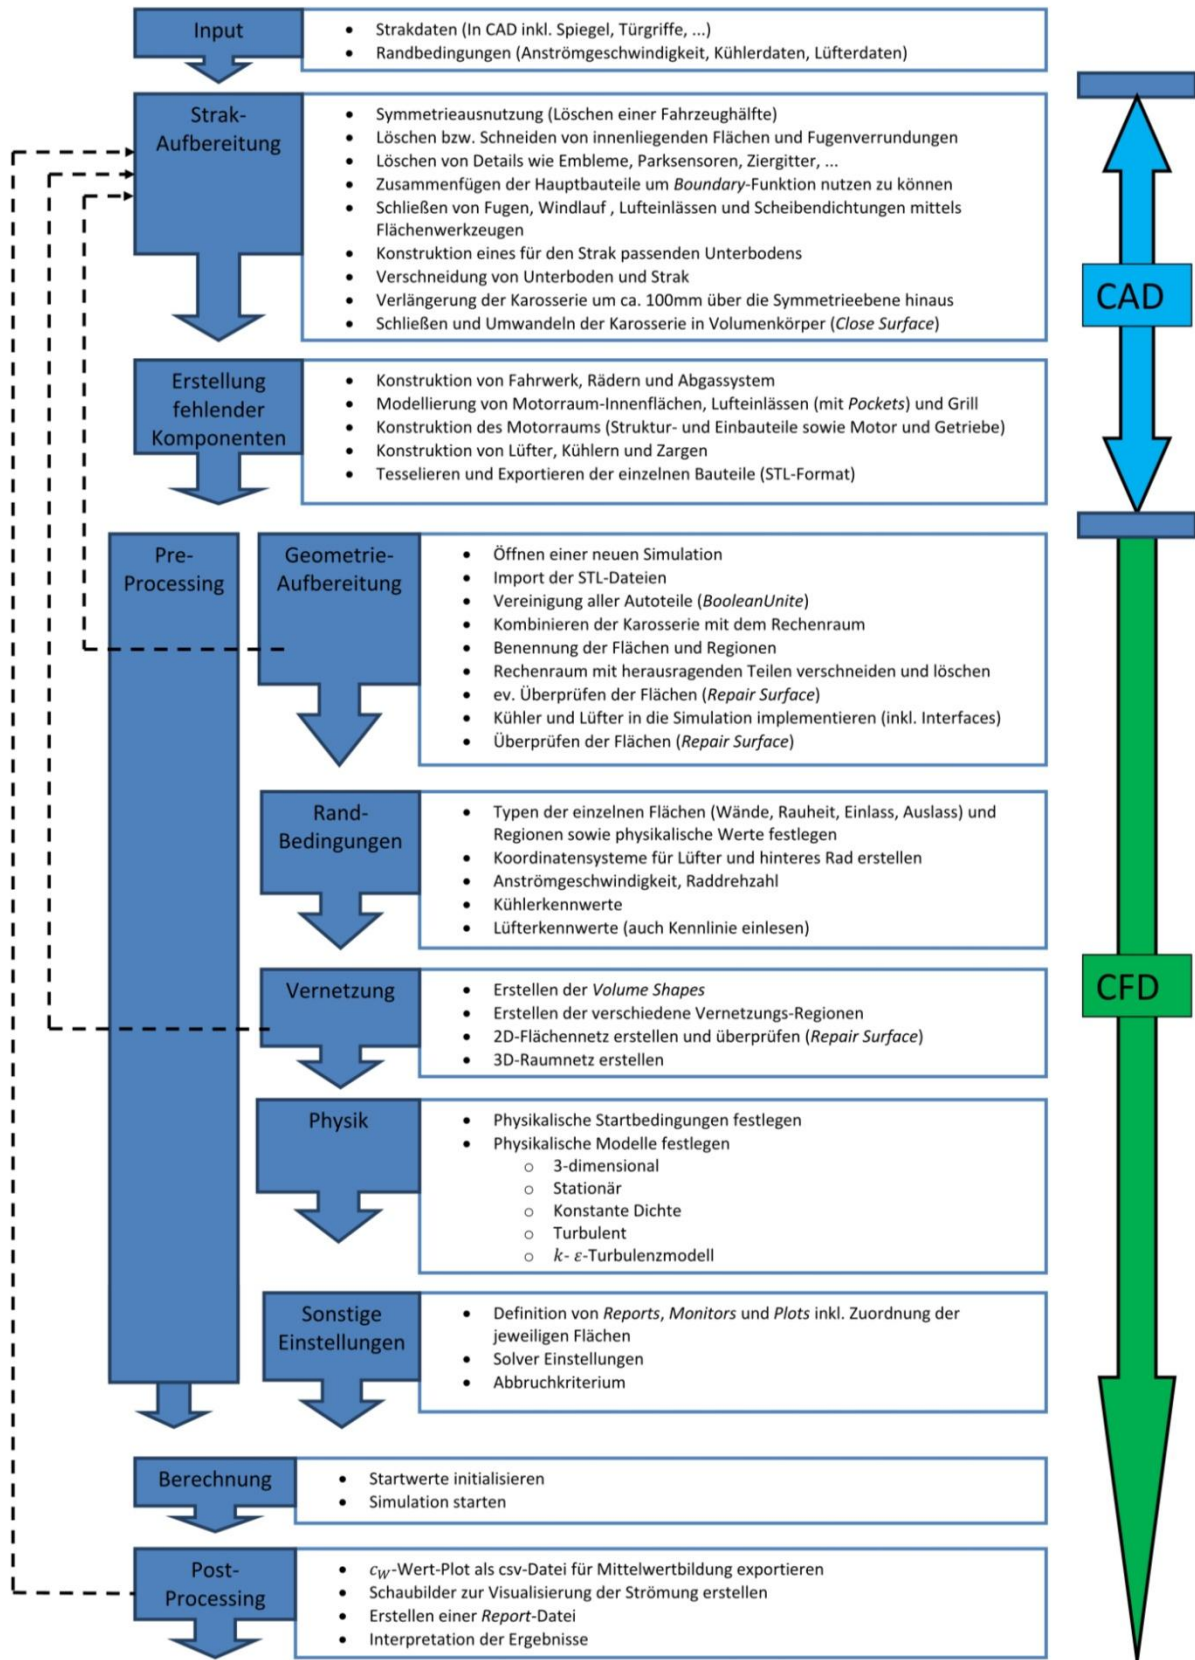 Input
• Strakdaten (In CAD inkl. Spiegel, Türgriffe, ...)
• Randbedingungen (Anströmgeschwindigkeit, Kühlerdaten, Lüfterdaten)
Strak-
Aufbereitung
• Symmetrieausnutzung (Löschen einer Fahrzeughälfte)
• Löschen bzw. Schneiden von innenliegenden Flächen und Fugenverrundungen
• Löschen von Details wie Embleme, Parksensoren, Ziergitter, ...
• Zusammenfügen der Hauptbauteile um Boundary-Funktion nutzen zu können
• Schließen von Fugen, Windlauf , Lufteinlässen und Scheibendichtungen mittels
Flächenwerkzeugen
• Konstruktion eines für den Strak passenden Unterbodens
• Verschneidung von Unterboden und Strak
• Verlängerung der Karosserie um ca. 100mm über die Symmetrieebene hinaus
• Schließen und Umwandeln der Karosserie in Volumenkörper (Close Surface)
CAD
Erstellung
fehlender
Komponenten
• Konstruktion von Fahrwerk, Rädern und Abgassystem
• Modellierung von Motorraum-Innenflächen, Lufteinlässen (mit Pockets) und Grill
• Konstruktion des Motorraums (Struktur- und Einbauteile sowie Motor und Getriebe)
• Konstruktion von Lüfter, Kühlern und Zargen
• Tesselieren und Exportieren der einzelnen Bauteile (STL-Format)
Pre-
Processing
Geometrie-
Aufbereitung
• Öffnen einer neuen Simulation
• Import der STL-Dateien
• Vereinigung aller Autoteile (BooleanUnite)
• Kombinieren der Karosserie mit dem Rechenraum
• Benennung der Flächen und Regionen
• Rechenraum mit herausragenden Teilen verschneiden und löschen
• ev. Überprüfen der Flächen (Repair Surface)
• Kühler und Lüfter in die Simulation implementieren (inkl. Interfaces)
• Überprüfen der Flächen (Repair Surface)
Rand-
Bedingungen
• Typen der einzelnen Flächen (Wände, Rauheit, Einlass, Auslass) und
Regionen sowie physikalische Werte festlegen
• Koordinatensysteme für Lüfter und hinteres Rad erstellen
• Anströmgeschwindigkeit, Raddrehzahl
• Kühlerkennwerte
• Lüfterkennwerte (auch Kennlinie einlesen)
CFD
Vernetzung
• Erstellen der Volume Shapes
• Erstellen der verschiedene Vernetzungs-Regionen
• 2D-Flächennetz erstellen und überprüfen (Repair Surface)
• 3D-Raumnetz erstellen
Physik
• Physikalische Startbedingungen festlegen
• Physikalische Modelle festlegen
o 3-dimensional
o Stationär
o Konstante Dichte
o Turbulent
o k- ε-Turbulenzmodell
Sonstige
Einstellungen
• Definition von Reports, Monitors und Plots inkl. Zuordnung der
jeweiligen Flächen
• Solver Einstellungen
• Abbruchkriterium
Berechnung
• Startwerte initialisieren
• Simulation starten
Post-
Processing
• c_W-Wert-Plot als csv-Datei für Mittelwertbildung exportieren
• Schaubilder zur Visualisierung der Strömung erstellen
• Erstellen einer Report-Datei
• Interpretation der Ergebnisse